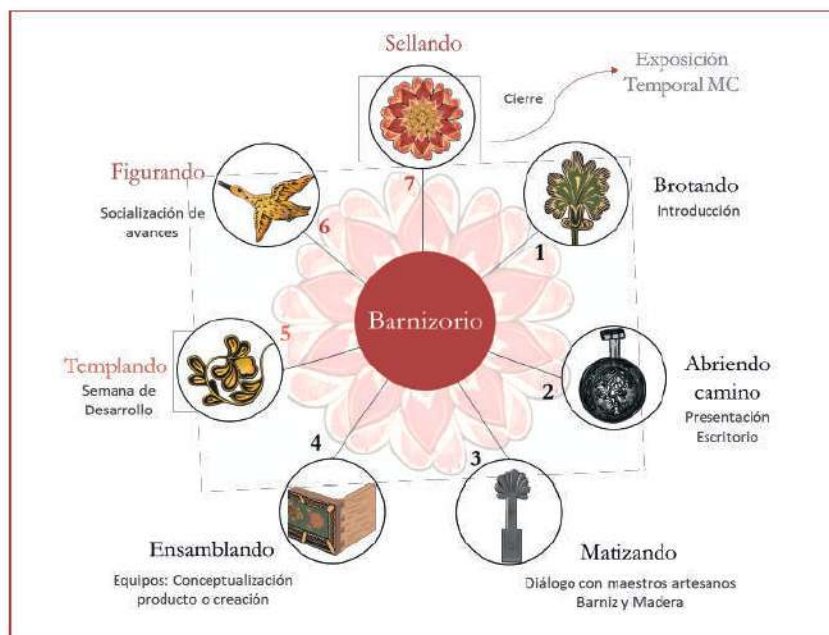 Sellando
Cierre
Exposición
Temporal MC
7
Brotando
Introducción
1
Abriendo
camino
Presentación
Escritorio
2
Matizando
Diálogo con maestros artesanos
Barniz y Madera
3
Ensamblando
Equipos: Conceptualización
producto o creación
4
Templando
Semana de
Desarrollo
5
Figurando
Socialización de
avances
6
Barnizorio